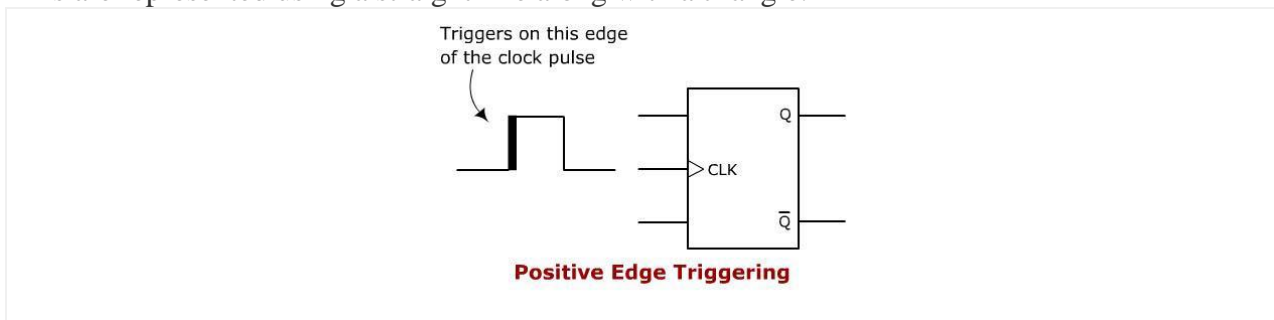 Triggers on this edge
of the clock pulse
Q
CLK
Q̅
Positive Edge Triggering